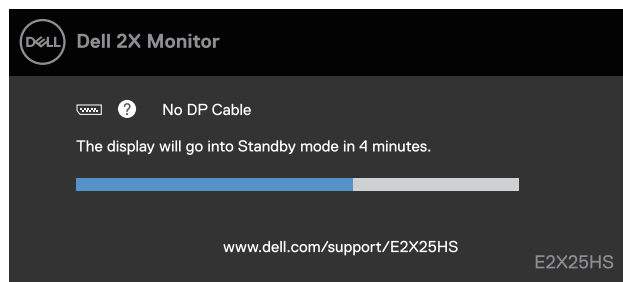 DELL Dell 2X Monitor
No DP Cable
The display will go into Standby mode in 4 minutes.
www.dell.com/support/E2X25HS
E2X25HS